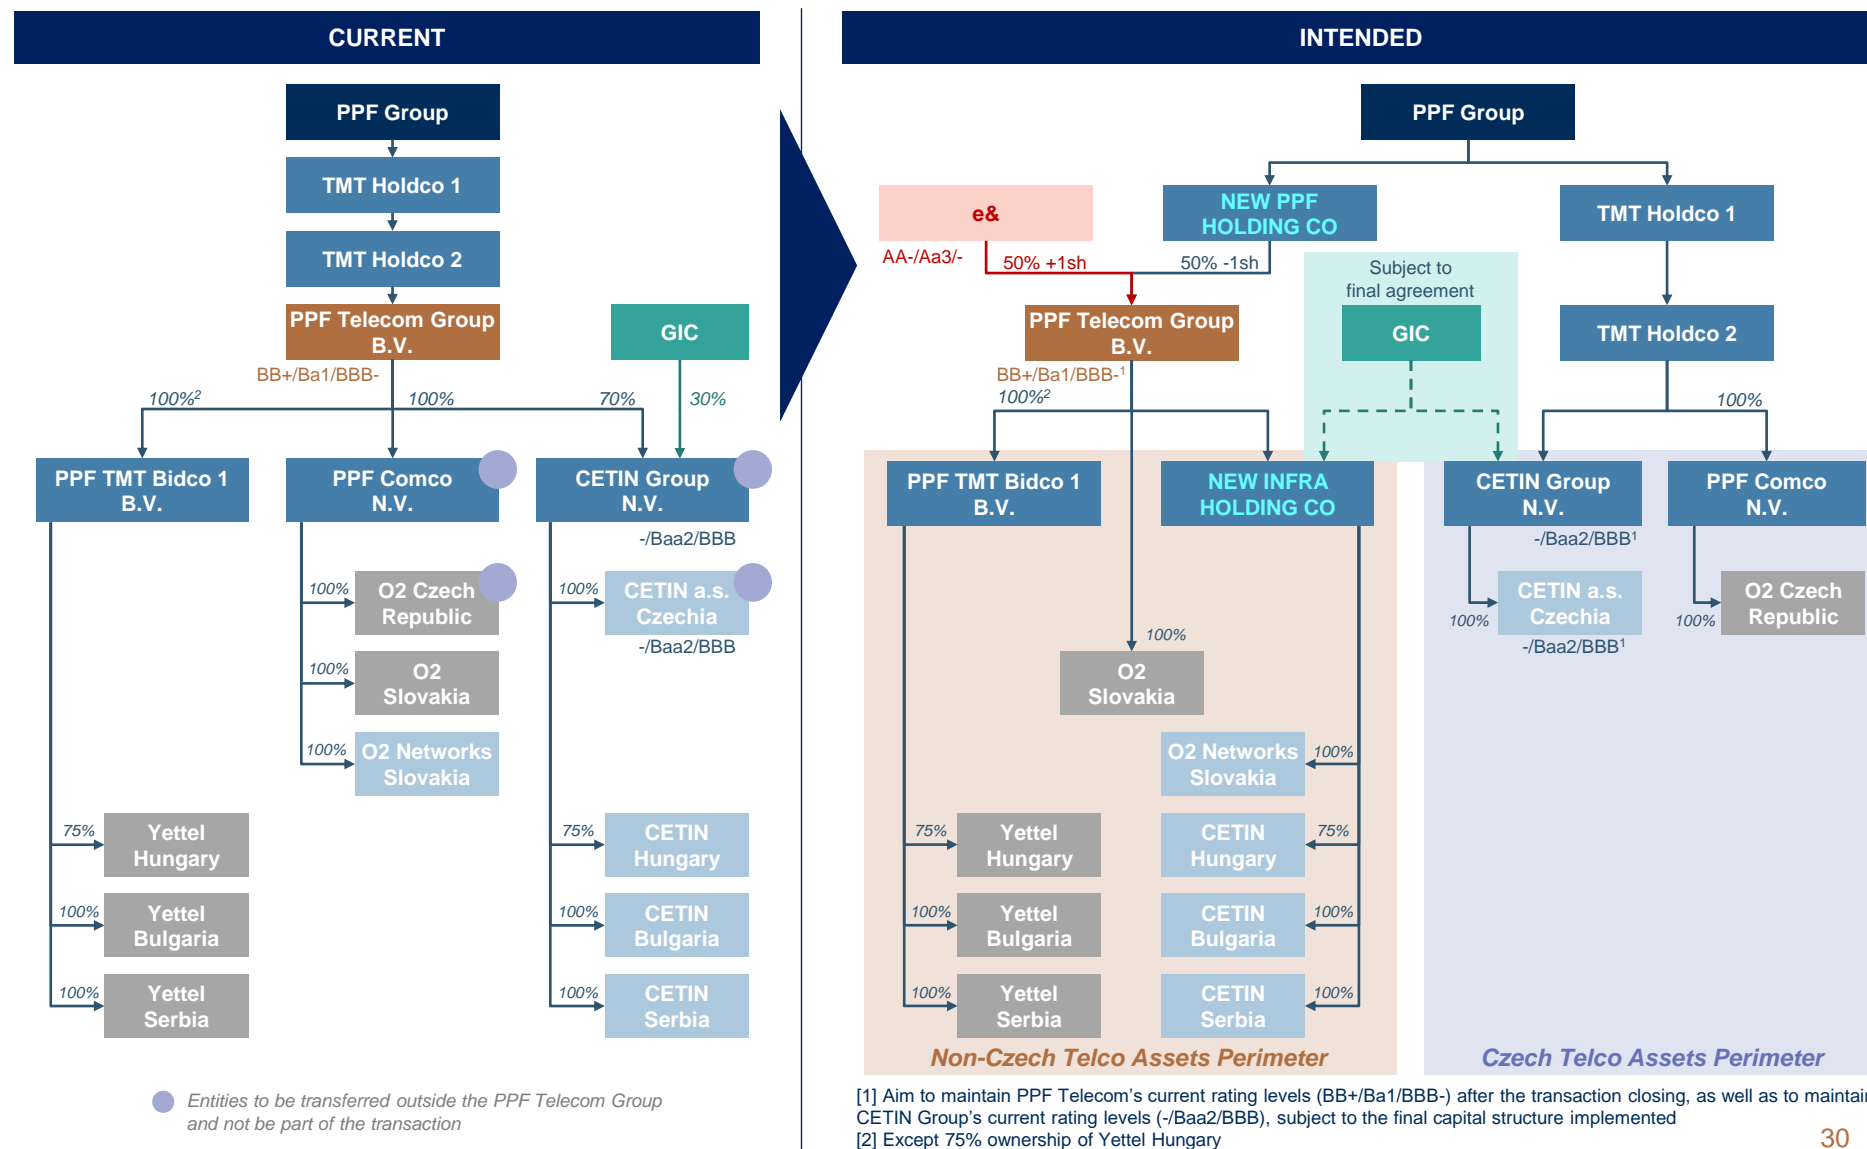 CURRENT
PPF Group
TMT Holdco 1
TMT Holdco 2
PPF Telecom Group
B.V.
BB+/Ba1/BBB-
GIC
100%²
100%
70%
30%
PPF TMT Bidco 1
B.V.
PPF Comco
N.V.
CETIN Group
N.V.
-/Baa2/BBB
100%
O2 Czech
Republic
100%
CETIN a.s.
Czechia
-/Baa2/BBB
100%
O2
Slovakia
100%
O2 Networks
Slovakia
75%
Yettel
Hungary
75%
CETIN
Hungary
100%
Yettel
Bulgaria
100%
CETIN
Bulgaria
100%
Yettel
Serbia
100%
CETIN
Serbia
Entities to be transferred outside the PPF Telecom Group
and not be part of the transaction
INTENDED
PPF Group
e&
NEW PPF
HOLDING CO
TMT Holdco 1
AA-/Aa3/-
50% +1sh
50% -1sh
Subject to
final agreement
PPF Telecom Group
B.V.
GIC
TMT Holdco 2
BB+/Ba1/BBB-¹
100%²
100%
PPF TMT Bidco 1
B.V.
NEW INFRA
HOLDING CO
CETIN Group
N.V.
PPF Comco
N.V.
-/Baa2/BBB¹
100%
CETIN a.s.
Czechia
100%
O2 Czech
Republic
-/Baa2/BBB¹
100%
O2
Slovakia
O2 Networks
Slovakia
100%
75%
Yettel
Hungary
CETIN
Hungary
75%
100%
Yettel
Bulgaria
CETIN
Bulgaria
100%
100%
Yettel
Serbia
CETIN
Serbia
100%
Non-Czech Telco Assets Perimeter
Czech Telco Assets Perimeter
[1] Aim to maintain PPF Telecom's current rating levels (BB+/Ba1/BBB-) after the transaction closing, as well as to maintain
CETIN Group's current rating levels (-/Baa2/BBB), subject to the final capital structure implemented
[2] Except 75% ownership of Yettel Hungary
30